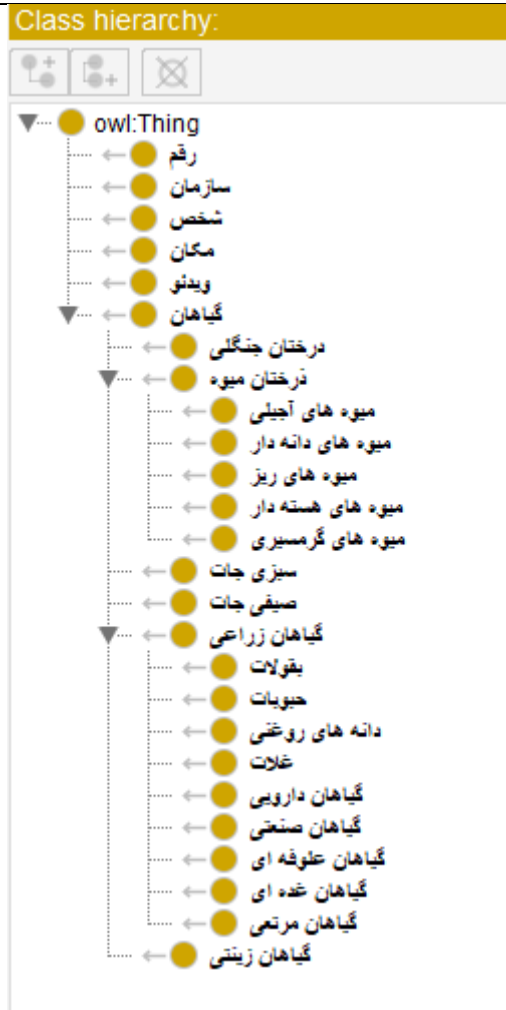 Class hierarchy:
owl:Thing
رقم
سازمان
شخص
مکان
ویدئو
گیاهان
درختان جنگلی
درختان میوه
میوه های آجیلی
میوه های دانه دار
میوه های ریز
میوه های هسته دار
میوه های گرمسیری
سبزی جات
صیفی جات
گیاهان زراعی
بقولات
حبوبات
دانه های روغنی
غلات
گیاهان دارویی
گیاهان صنعتی
گیاهان علوفه ای
گیاهان غده ای
گیاهان مرتعی
گیاهان زینتی